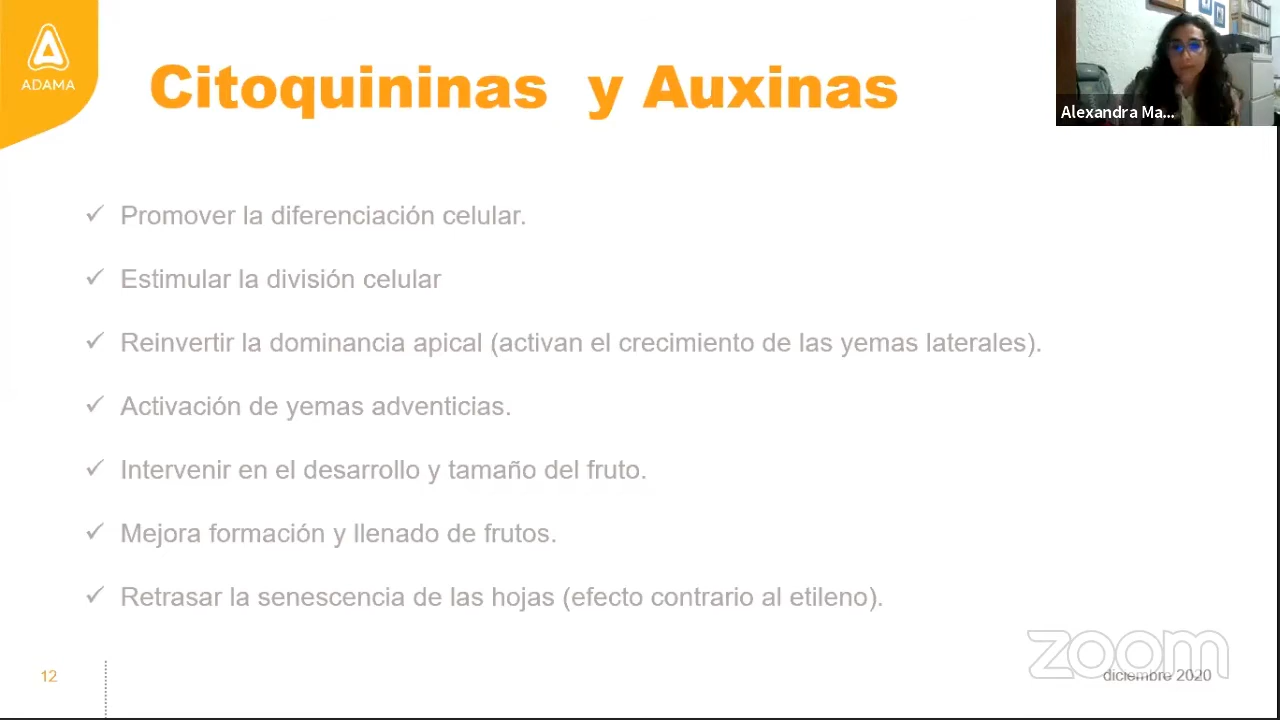 ADAMA
Citoquininas y Auxinas
Alexandra Ma...
Promover la diferenciación celular.
Estimular la división celular
Reinvertir la dominancia apical (activan el crecimiento de las yemas laterales).
Activación de yemas adventicias.
Intervenir en el desarrollo y tamaño del fruto.
Mejora formación y llenado de frutos.
Retrasar la senescencia de las hojas (efecto contrario al etileno).
zoom
12
diciembre 2020